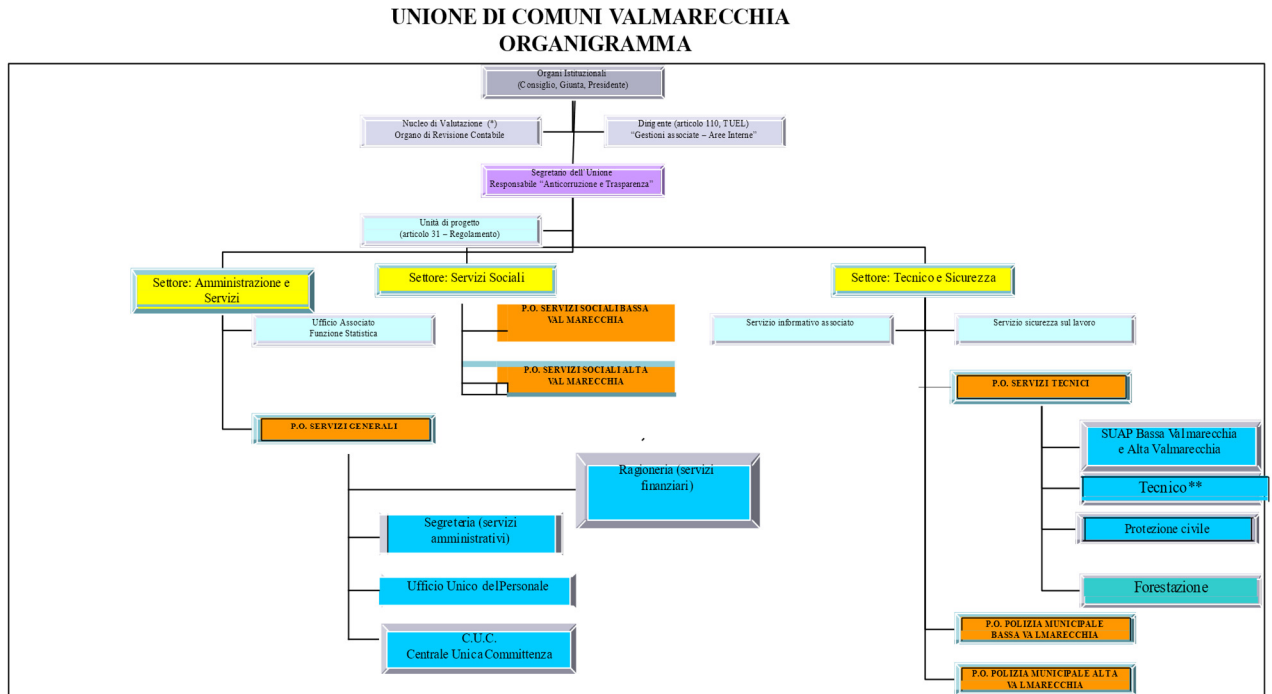 UNIONE DI COMUNI VALMARECCHIA
ORGANIGRAMMA
Organi Istituzionali
(Consiglio, Giunta, Presidente)
Nucleo di Valutazione (*)
Organo di Revisione Contabile
Dirigente (articolo 110, TUEL)
“Gestioni associate – Aree Interne”
Segretario dell’Unione
Responsabile “Anticorruzione e Trasparenza”
Unità di progetto
(articolo 31 – Regolamento)
Settore: Amministrazione e
Servizi
Settore: Servizi Sociali
Settore: Tecnico e Sicurezza
Ufficio Associato
Funzione Statistica
P.O. SERVIZI SOCIALI BASSA
VAL MARECCHIA
Servizio informativo associato
Servizio sicurezza sul lavoro
P.O. SERVIZI SOCIALI ALTA
VAL MARECCHIA
P.O. SERVIZI TECNICI
P.O. SERVIZI GENERALI
SUAP Bassa Valmarecchia
e Alta Valmarecchia
Ragioneria (servizi
finanziari)
Tecnico**
Segreteria (servizi
amministrativi)
Protezione civile
Ufficio Unico del Personale
Forestazione
C.U.C.
Centrale Unica Committenza
P.O. POLIZIA MUNICIPALE
BASSA VALMARECCHIA
P.O. POLIZIA MUNICIPALE ALTA
VALMARECCHIA